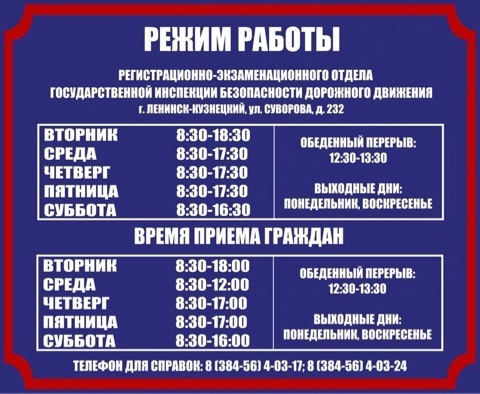 РЕЖИМ РАБОТЫ
РЕГИСТРАЦИОННО-ЭКЗАМЕНАЦИОННОГО ОТДЕЛА
ГОСУДАРСТВЕННОЙ ИНСПЕКЦИИ БЕЗОПАСНОСТИ ДОРОЖНОГО ДВИЖЕНИЯ
г. ЛЕНИНСК-КУЗНЕЦКИЙ, ул. СУВОРОВА, д. 232
ВТОРНИК 8:30-18:30
СРЕДА 8:30-17:30
ЧЕТВЕРГ 8:30-17:30
ПЯТНИЦА 8:30-17:30
СУББОТА 8:30-16:30
ОБЕДЕННЫЙ ПЕРЕРЫВ:
12:30-13:30
ВЫХОДНЫЕ ДНИ:
ПОНЕДЕЛЬНИК, ВОСКРЕСЕНЬЕ
ВРЕМЯ ПРИЕМА ГРАЖДАН
ВТОРНИК 8:30-18:00
СРЕДА 8:30-12:00
ЧЕТВЕРГ 8:30-17:00
ПЯТНИЦА 8:30-17:00
СУББОТА 8:30-16:00
ОБЕДЕННЫЙ ПЕРЕРЫВ:
12:30-13:30
ВЫХОДНЫЕ ДНИ:
ПОНЕДЕЛЬНИК, ВОСКРЕСЕНЬЕ
ТЕЛЕФОН ДЛЯ СПРАВОК: 8 (384-56) 4-03-17; 8 (384-56) 4-03-24